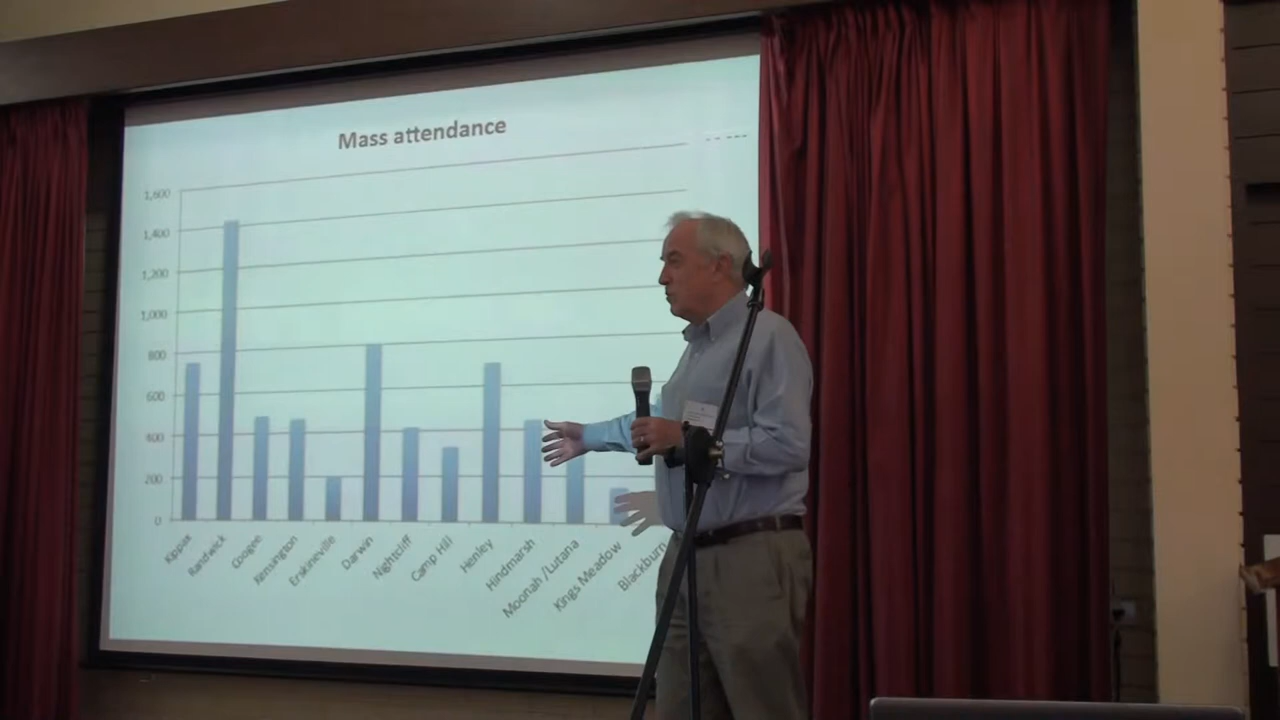 Mass attendance
1,600
1,400
1,200
1,000
800
600
400
200
0
Kippax
Randwick
Coogee
Kensington
Erskineville
Darwin
Nightcliff
Camp Hill
Henley
Hindmarsh
Moonah /Lutana
Kings Meadow
Blackburn